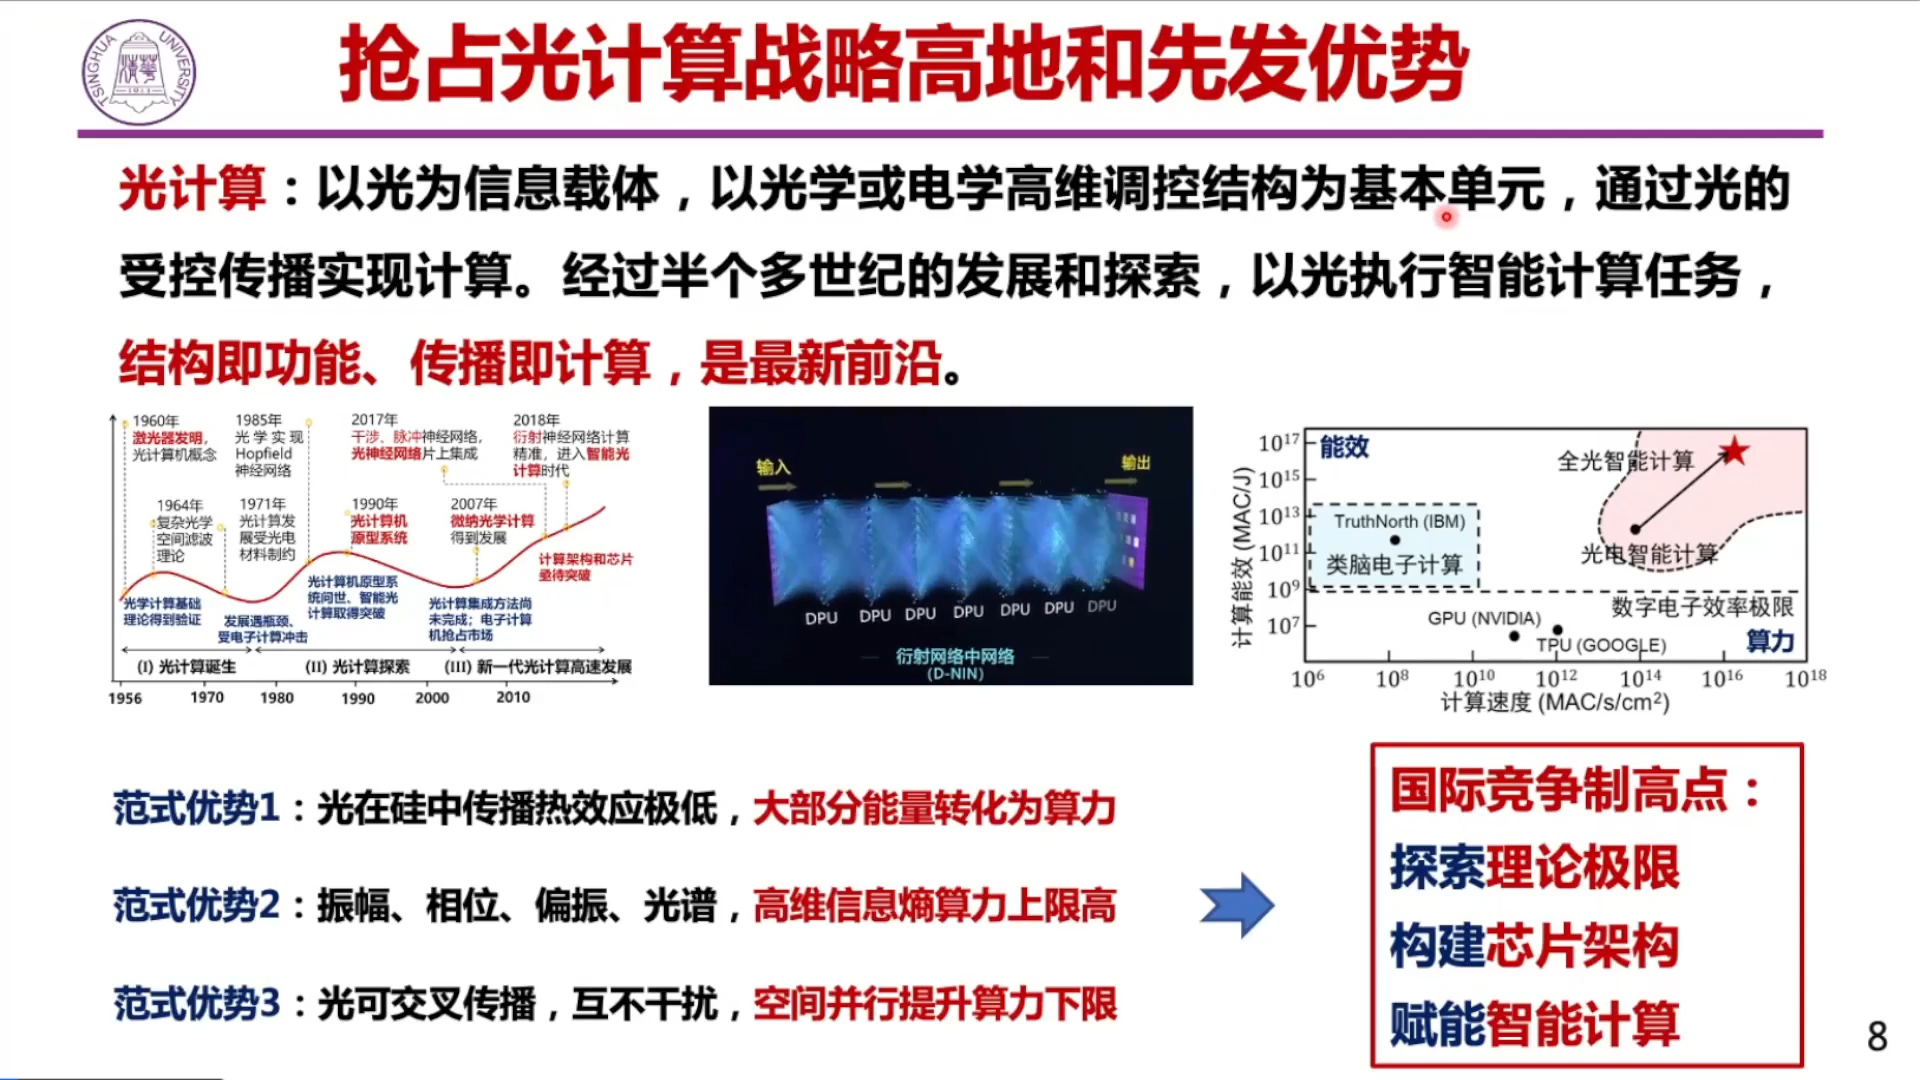 TSINGHUA UNIVERSITY
1911
抢占光计算战略高地和先发优势
光计算：以光为信息载体，以光学或电学高维调控结构为基本单元，通过光的
受控传播实现计算。经过半个多世纪的发展和探索，以光执行智能计算任务，
结构即功能、传播即计算，是最新前沿。
1960年
激光器发明，
光计算机概念
1985年
光学实现
Hopfield
神经网络
2017年
干涉、脉冲神经网络，
光神经网络片上集成
2018年
衍射神经网络计算
精准，进入智能光
计算时代
1964年
复杂光学
空间滤波
理论
1971年
光计算发
展受光电
材料制约
1990年
光计算机
原型系统
2007年
微纳光学计算
得到发展
计算架构和芯片
亟待突破
光学计算基础
理论得到验证
发展遇瓶颈、
受电子计算冲击
光计算机原型系
统问世、智能光
计算取得突破
光计算集成方法尚
未完成；电子计算
机抢占市场
(I) 光计算诞生
(II) 光计算探索
(III) 新一代光计算高速发展
1956 1970 1980 1990 2000 2010
输入
输出
DPU DPU DPU DPU DPU DPU DPU
衍射网络中网络
(D-NIN)
计算能效 (MAC/J)
10¹⁷
10¹⁵
10¹³
10¹¹
10⁹
10⁷
能效
全光智能计算
TruthNorth (IBM)
类脑电子计算
光电智能计算
数字电子效率极限
GPU (NVIDIA)
TPU (GOOGLE)
算力
10⁶ 10⁸ 10¹⁰ 10¹² 10¹⁴ 10¹⁶ 10¹⁸
计算速度 (MAC/s/cm²)
范式优势1：光在硅中传播热效应极低，大部分能量转化为算力
范式优势2：振幅、相位、偏振、光谱，高维信息熵算力上限高
范式优势3：光可交叉传播，互不干扰，空间并行提升算力下限
国际竞争制高点：
探索理论极限
构建芯片架构
赋能智能计算
8